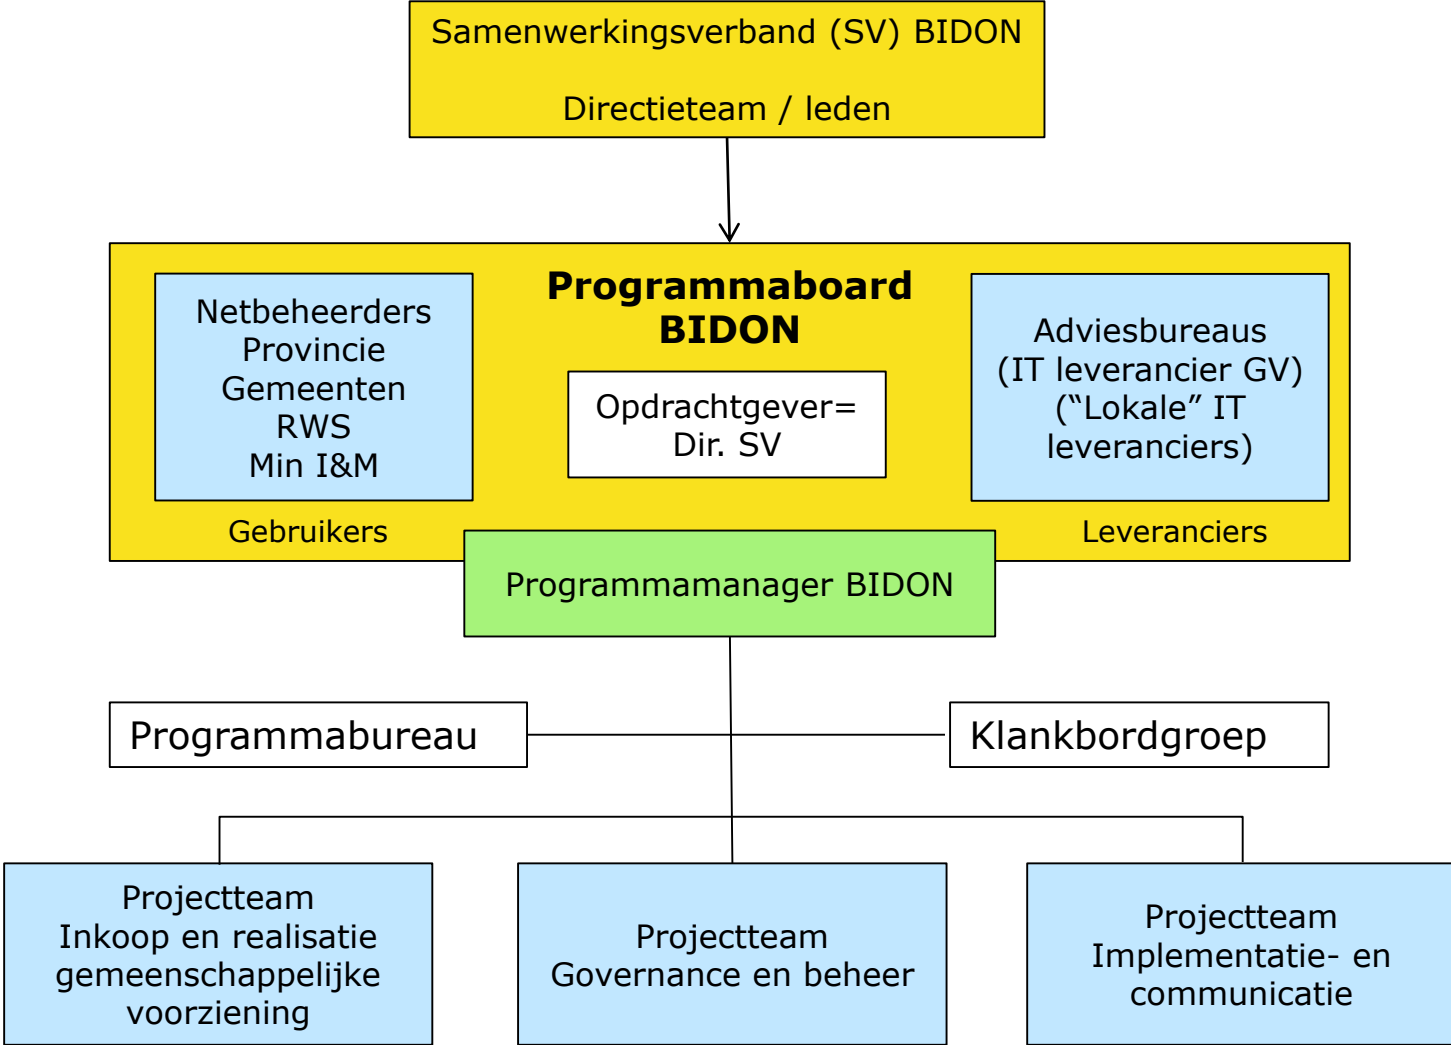 Samenwerkingsverband (SV) BIDON
Directieteam / leden
Programmaboard
BIDON
Netbeheerders
Provincie
Gemeenten
RWS
Min I&M
Gebruikers
Opdrachtgever=
Dir. SV
Adviesbureaus
(IT leverancier GV)
(“Lokale” IT
leveranciers)
Leveranciers
Programmamanager BIDON
Programmabureau
Klankbordgroep
Projectteam
Inkoop en realisatie
gemeenschappelijke
voorziening
Projectteam
Governance en beheer
Projectteam
Implementatie- en
communicatie